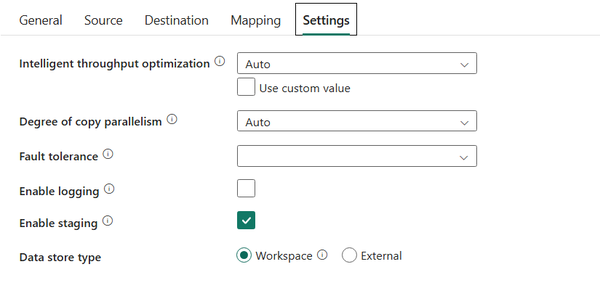 General Source Destination Mapping Settings
Intelligent throughput optimization Auto
Use custom value
Degree of copy parallelism Auto
Fault tolerance
Enable logging
Enable staging
Data store type Workspace External